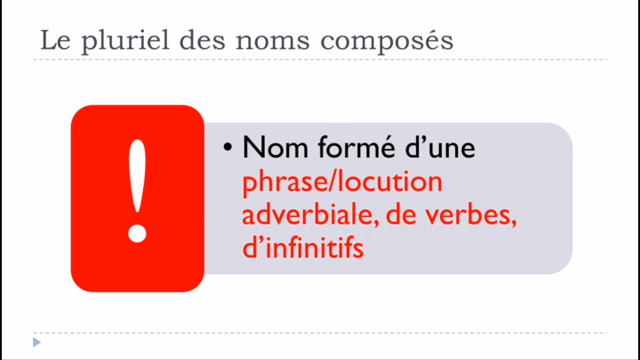 Le pluriel des noms composés
!
• Nom formé d'une
phrase/locution
adverbiale, de verbes,
d'infinitifs